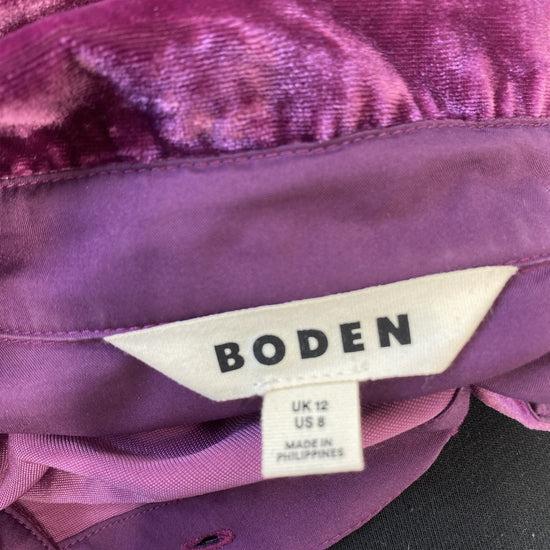 BODEN
UK 12
US 8
MADE IN
PHILIPPINES